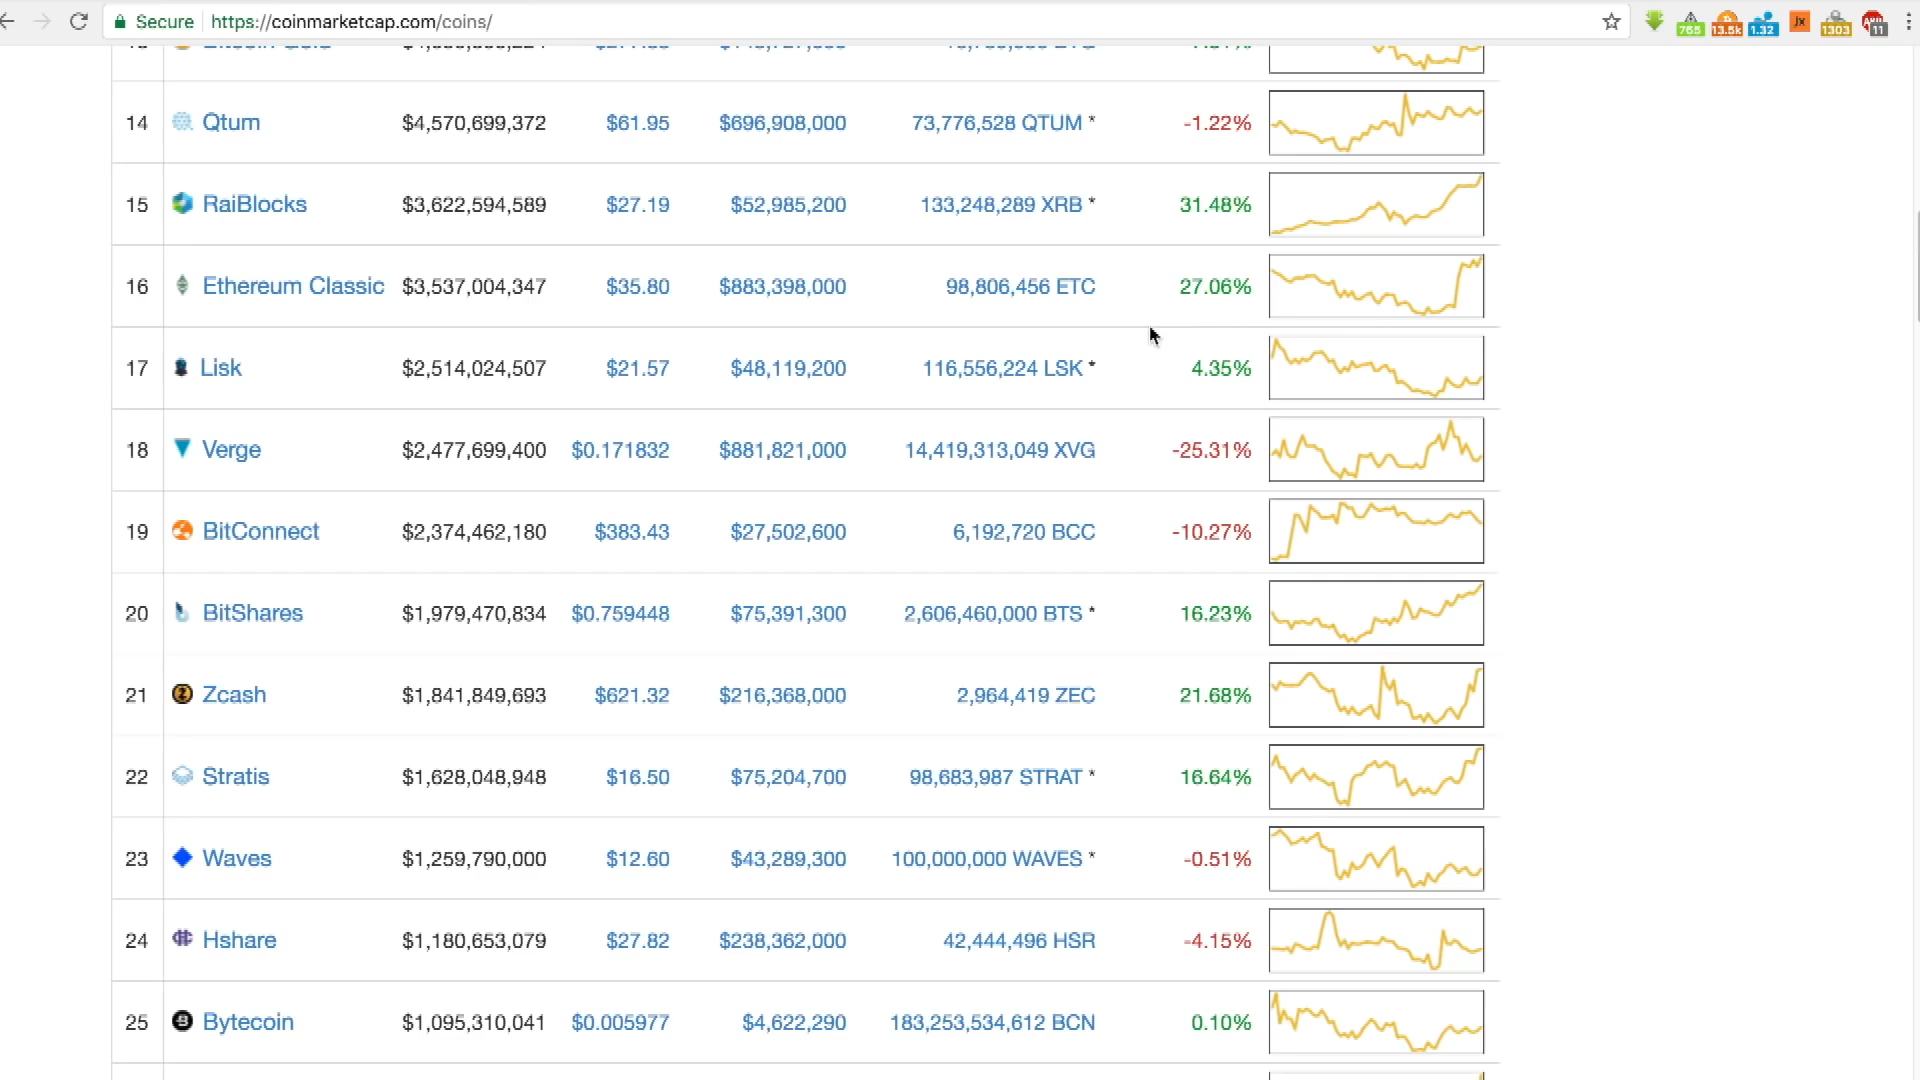 Secure https://coinmarketcap.com/coins/
765 13.5k 1.32 JX 1303 11
14 Qtum $4,570,699,372 $61.95 $696,908,000 73,776,528 QTUM * -1.22%
15 RaiBlocks $3,622,594,589 $27.19 $52,985,200 133,248,289 XRB * 31.48%
16 Ethereum Classic $3,537,004,347 $35.80 $883,398,000 98,806,456 ETC 27.06%
17 Lisk $2,514,024,507 $21.57 $48,119,200 116,556,224 LSK * 4.35%
18 Verge $2,477,699,400 $0.171832 $881,821,000 14,419,313,049 XVG -25.31%
19 BitConnect $2,374,462,180 $383.43 $27,502,600 6,192,720 BCC -10.27%
20 BitShares $1,979,470,834 $0.759448 $75,391,300 2,606,460,000 BTS * 16.23%
21 Zcash $1,841,849,693 $621.32 $216,368,000 2,964,419 ZEC 21.68%
22 Stratis $1,628,048,948 $16.50 $75,204,700 98,683,987 STRAT * 16.64%
23 Waves $1,259,790,000 $12.60 $43,289,300 100,000,000 WAVES * -0.51%
24 Hshare $1,180,653,079 $27.82 $238,362,000 42,444,496 HSR -4.15%
25 Bytecoin $1,095,310,041 $0.005977 $4,622,290 183,253,534,612 BCN 0.10%